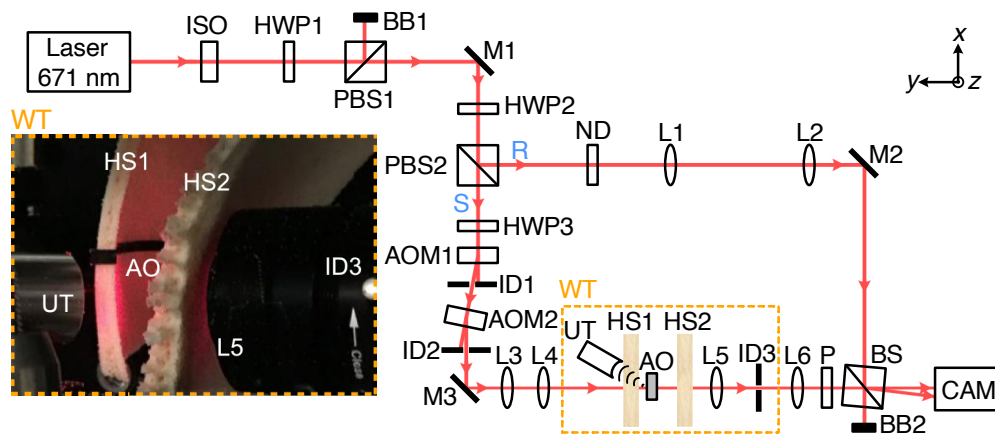 ISO
HWP1
BB1
Laser
671 nm
PBS1
M1
x
y
z
WT
HWP2
HS1
HS2
PBS2
R
ND
L1
L2
M2
S
HWP3
AOM1
AO
UT
ID3
ID1
WT
AOM2
UT
HS1
HS2
L5
Close
ID2
L3
L4
AO
L5
ID3
L6
P
BS
M3
CAM
BB2